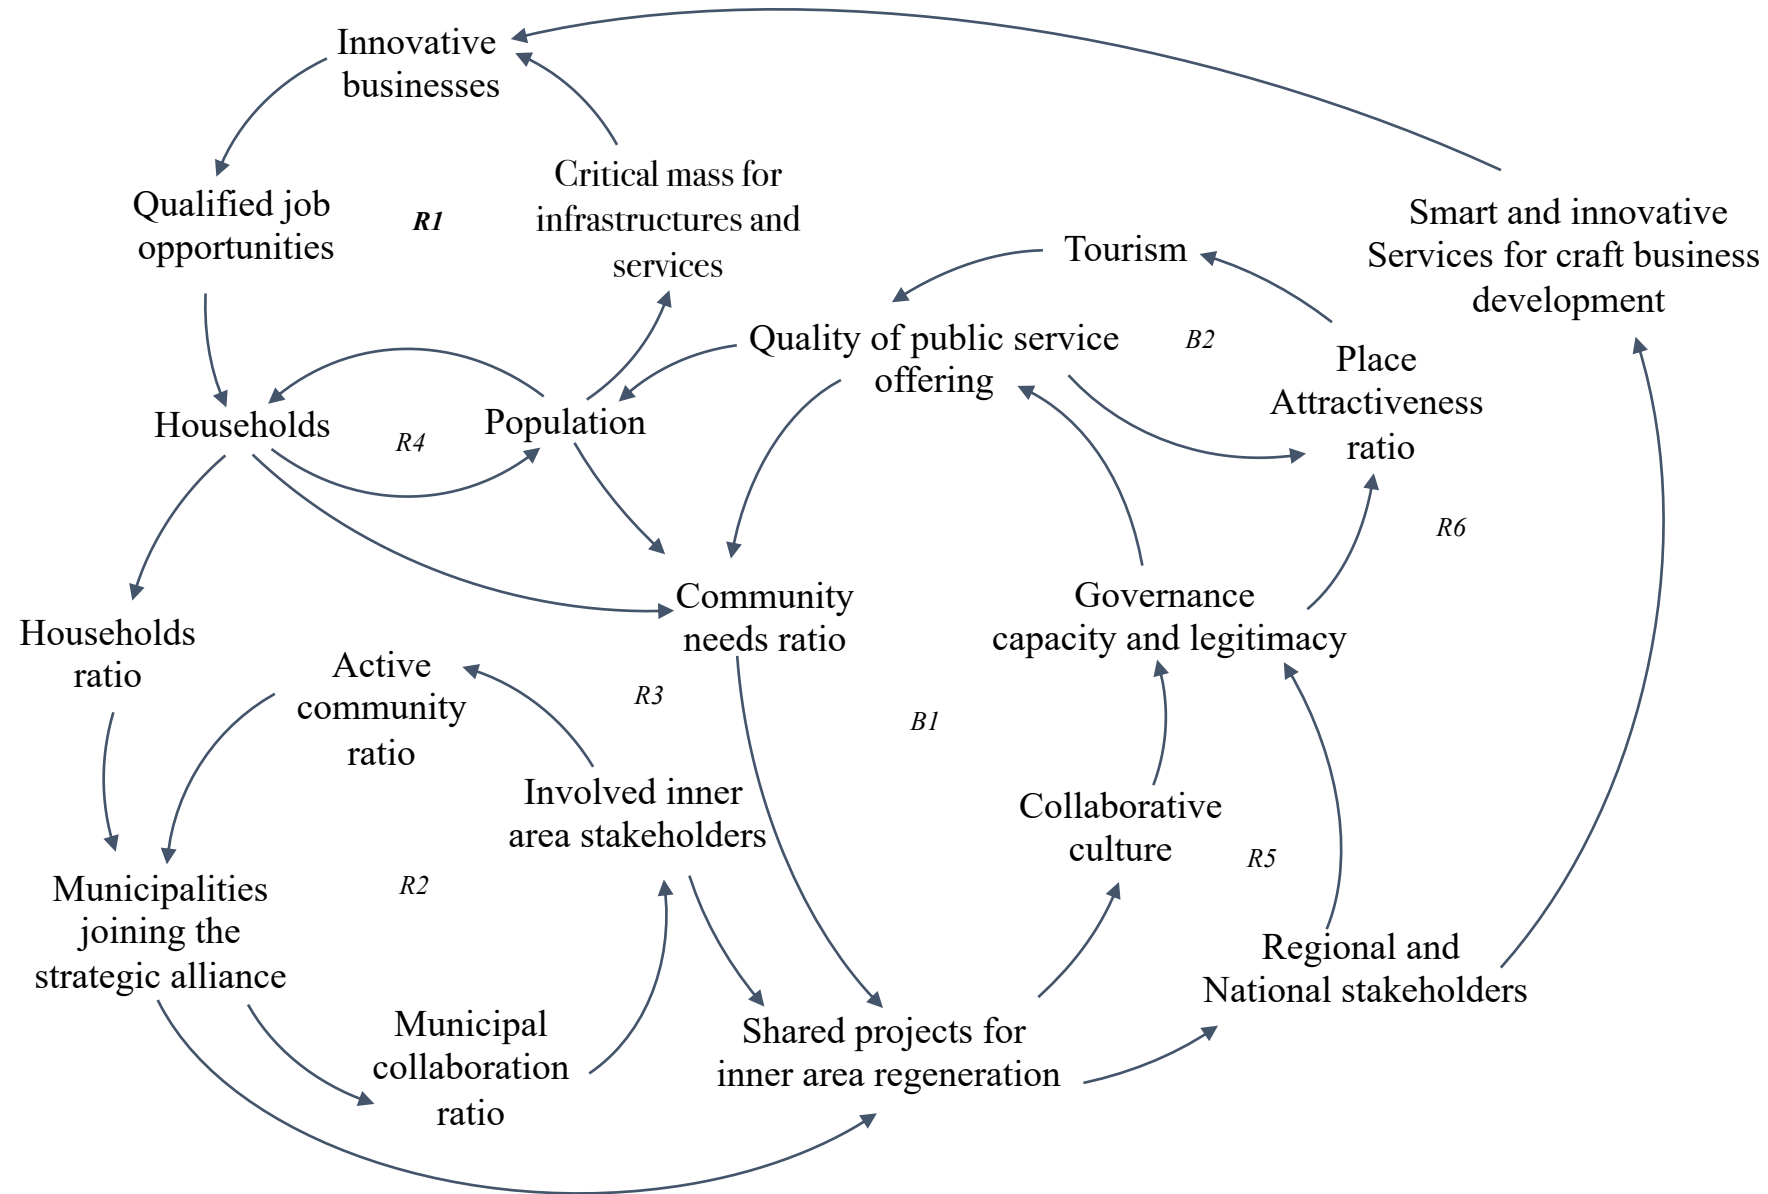 Innovative
businesses
Critical mass for
infrastructures and
services
Qualified job
opportunities
R1
Smart and innovative
Services for craft business
development
Tourism
Quality of public service
offering
B2
Place
Attractiveness
ratio
Households
R4
Population
R6
Community
needs ratio
Governance
capacity and legitimacy
Households
ratio
Active
community
ratio
R3
B1
Involved inner
area stakeholders
Collaborative
culture
R5
Municipalities
joining the
strategic alliance
R2
Regional and
National stakeholders
Municipal
collaboration
ratio
Shared projects for
inner area regeneration